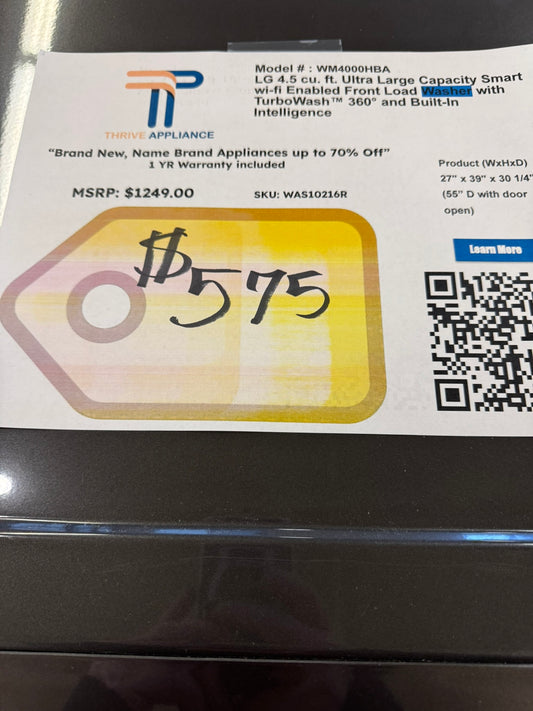 Model # : WM4000HBA
LG 4.5 cu. ft. Ultra Large Capacity Smart
wi-fi Enabled Front Load Washer with
TurboWash™ 360° and Built-In
Intelligence
THRIVE APPLIANCE
“Brand New, Name Brand Appliances up to 70% Off”
1 YR Warranty included
MSRP: $1249.00
SKU: WAS10216R
Product (WxHxD)
27" x 39" x 30 1/4"
(55" D with door
open)
Learn More
$575